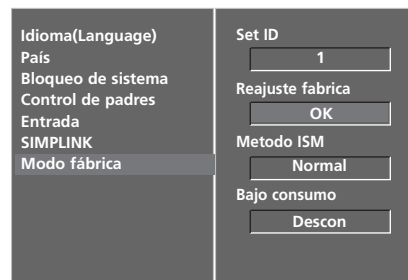 Idioma(Language)
País
Bloqueo de sistema
Control de padres
Entrada
SIMPLINK
Modo fábrica
Set ID
1
Reajuste fabrica
OK
Metodo ISM
Normal
Bajo consumo
Descon